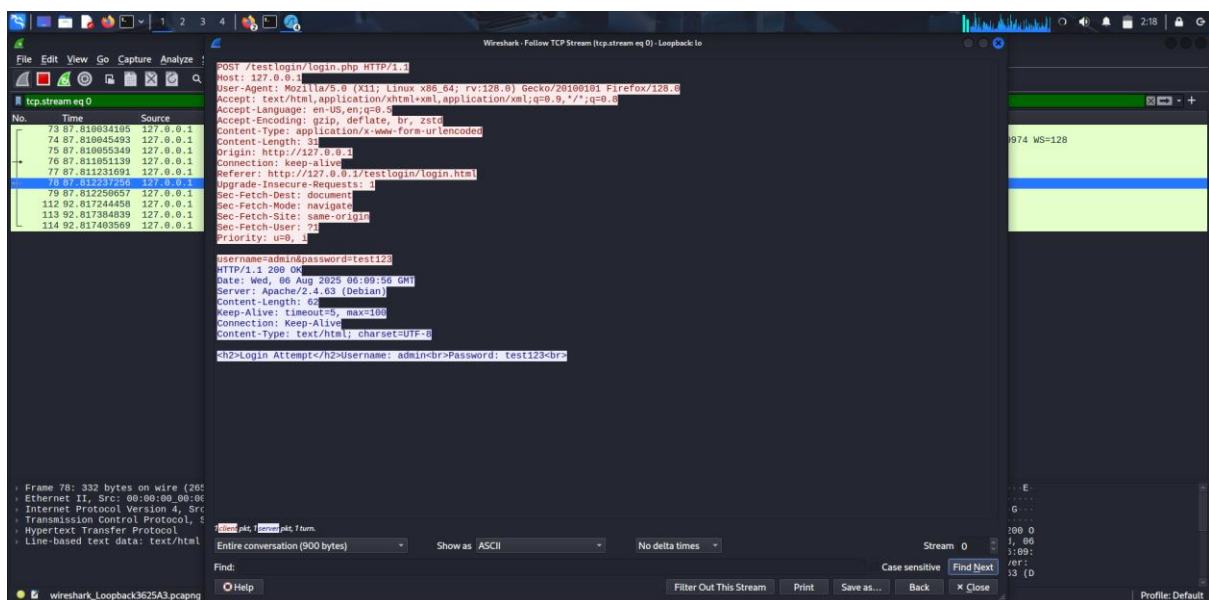 1 2 3 4
2:18
Wireshark · Follow TCP Stream (tcp.stream eq 0) · Loopback: lo
File Edit View Go Capture Analyze
tcp.stream eq 0
No. Time Source
73 87.810034105 127.0.0.1
74 87.810045493 127.0.0.1
75 87.810055349 127.0.0.1
76 87.811051139 127.0.0.1
77 87.811231691 127.0.0.1
78 87.812237256 127.0.0.1
79 87.812250657 127.0.0.1
112 92.817244458 127.0.0.1
113 92.817384839 127.0.0.1
114 92.817403569 127.0.0.1
9974 WS=128
POST /testlogin/login.php HTTP/1.1
Host: 127.0.0.1
User-Agent: Mozilla/5.0 (X11; Linux x86_64; rv:128.0) Gecko/20100101 Firefox/128.0
Accept: text/html,application/xhtml+xml,application/xml;q=0.9,*/*;q=0.8
Accept-Language: en-US,en;q=0.5
Accept-Encoding: gzip, deflate, br, zstd
Content-Type: application/x-www-form-urlencoded
Content-Length: 31
Origin: http://127.0.0.1
Connection: keep-alive
Referer: http://127.0.0.1/testlogin/login.html
Upgrade-Insecure-Requests: 1
Sec-Fetch-Dest: document
Sec-Fetch-Mode: navigate
Sec-Fetch-Site: same-origin
Sec-Fetch-User: ?1
Priority: u=0, i
username=admin&password=test123
HTTP/1.1 200 OK
Date: Wed, 06 Aug 2025 06:09:56 GMT
Server: Apache/2.4.63 (Debian)
Content-Length: 62
Keep-Alive: timeout=5, max=100
Connection: Keep-Alive
Content-Type: text/html; charset=UTF-8
<h2>Login Attempt</h2>Username: admin<br>Password: test123<br>
Frame 78: 332 bytes on wire (265
Ethernet II, Src: 00:00:00_00:00
Internet Protocol Version 4, Src
Transmission Control Protocol, S
Hypertext Transfer Protocol
Line-based text data: text/html
1 client pkt, 1 server pkt, 1 turn.
Entire conversation (900 bytes) Show as ASCII No delta times Stream 0
Find: Case sensitive Find Next
Help Filter Out This Stream Print Save as... Back Close
wireshark_Loopback3625A3.pcapng Profile: Default